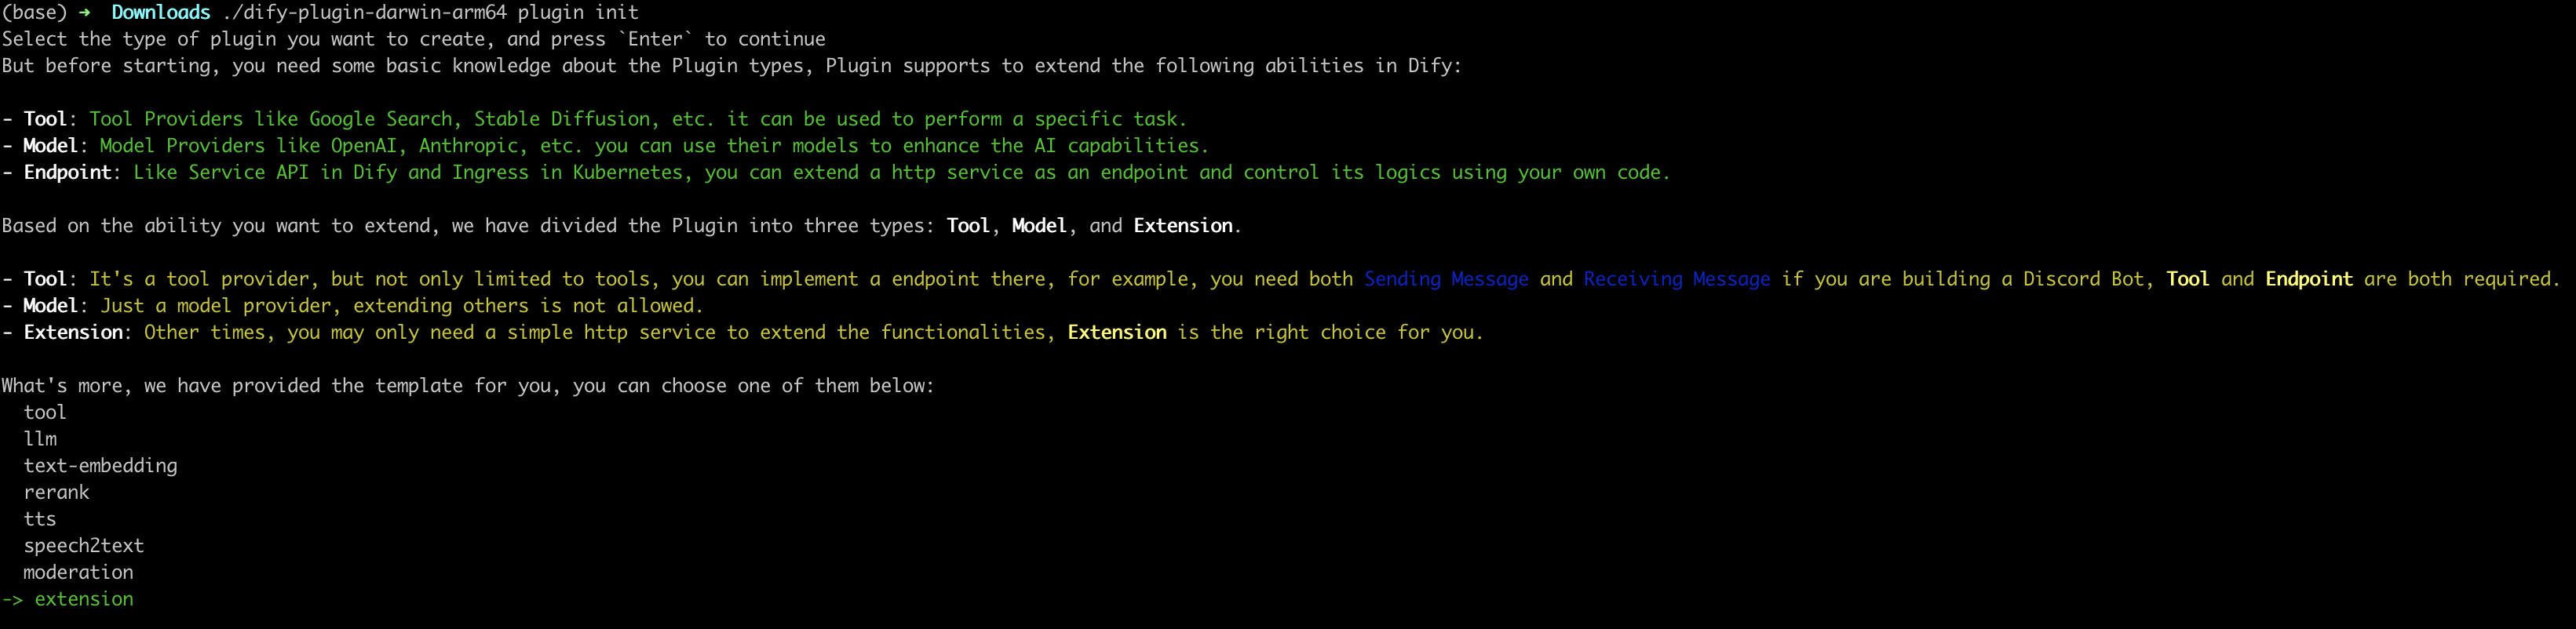 (base) ➜  Downloads ./dify-plugin-darwin-arm64 plugin init
Select the type of plugin you want to create, and press `Enter` to continue
But before starting, you need some basic knowledge about the Plugin types, Plugin supports to extend the following abilities in Dify:

- Tool: Tool Providers like Google Search, Stable Diffusion, etc. it can be used to perform a specific task.
- Model: Model Providers like OpenAI, Anthropic, etc. you can use their models to enhance the AI capabilities.
- Endpoint: Like Service API in Dify and Ingress in Kubernetes, you can extend a http service as an endpoint and control its logics using your own code.

Based on the ability you want to extend, we have divided the Plugin into three types: Tool, Model, and Extension.

- Tool: It's a tool provider, but not only limited to tools, you can implement a endpoint there, for example, you need both Sending Message and Receiving Message if you are building a Discord Bot, Tool and Endpoint are both required.
- Model: Just a model provider, extending others is not allowed.
- Extension: Other times, you may only need a simple http service to extend the functionalities, Extension is the right choice for you.

What's more, we have provided the template for you, you can choose one of them below:
  tool
  llm
  text-embedding
  rerank
  tts
  speech2text
  moderation
-> extension